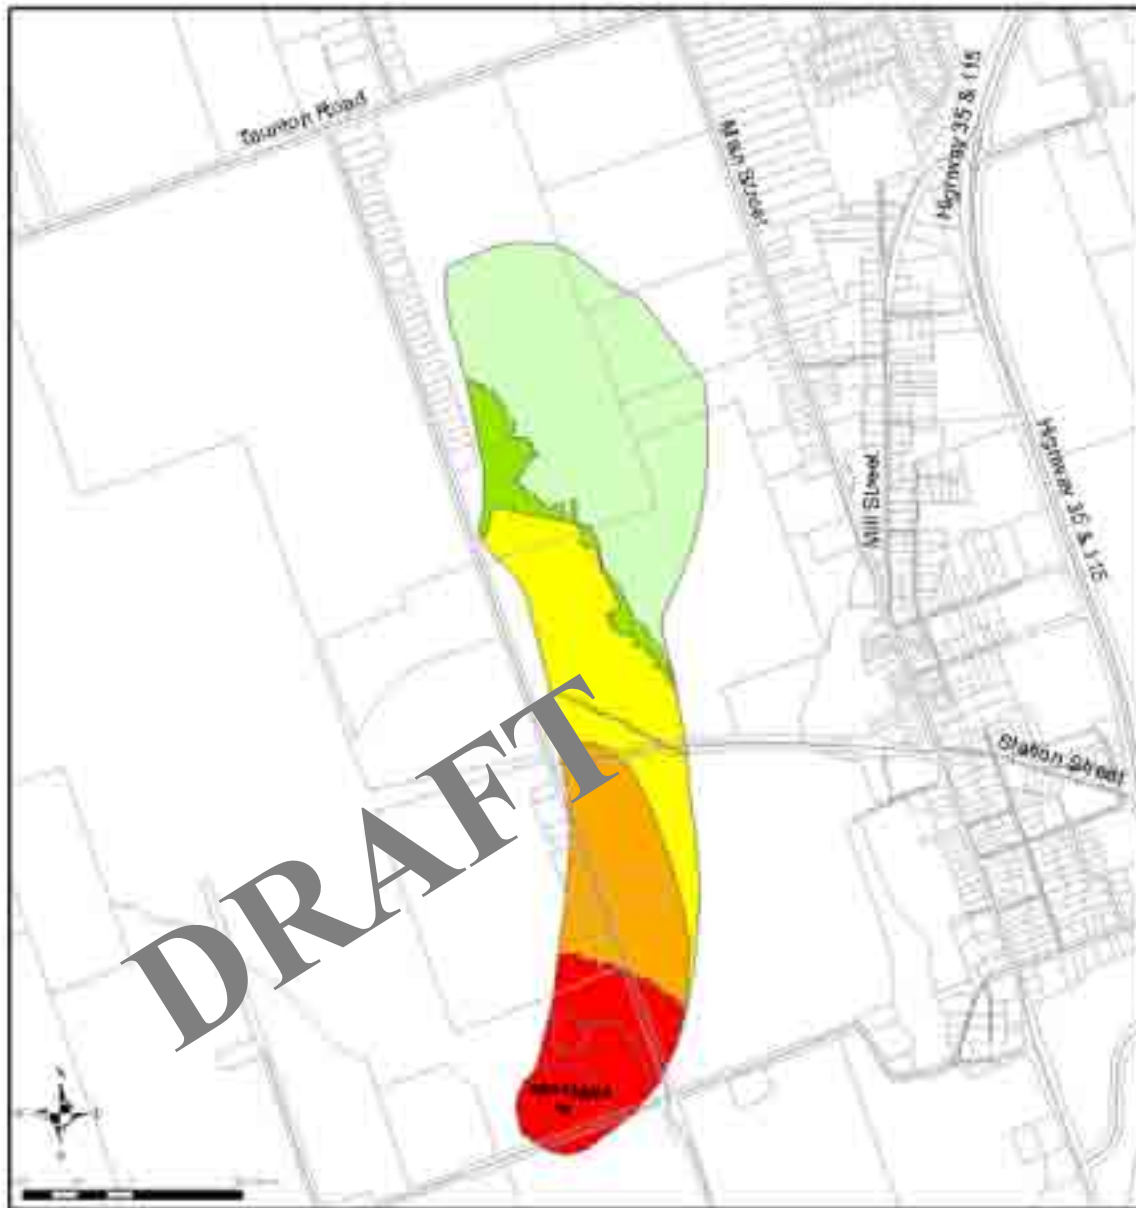 Taunton Road
Main Street
Highway 35 & 115
Mill Street
Highway 35 & 115
Station Street
DRAFT